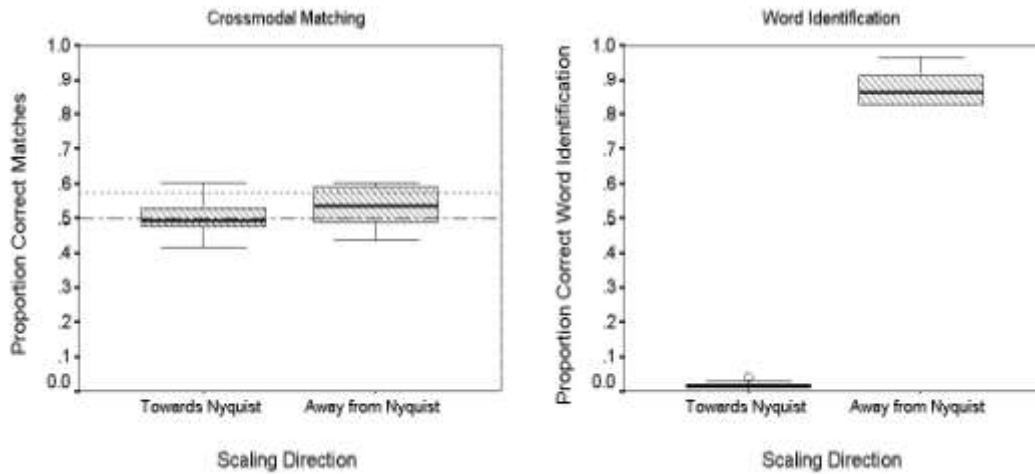 Crossmodal Matching
Proportion Correct Matches
1.0
.9
.8
.7
.6
.5
.4
.3
.2
.1
0.0
Towards Nyquist
Away from Nyquist
Scaling Direction
Word Identification
Proportion Correct Word Identification
1.0
.9
.8
.7
.6
.5
.4
.3
.2
.1
0.0
Towards Nyquist
Away from Nyquist
Scaling Direction